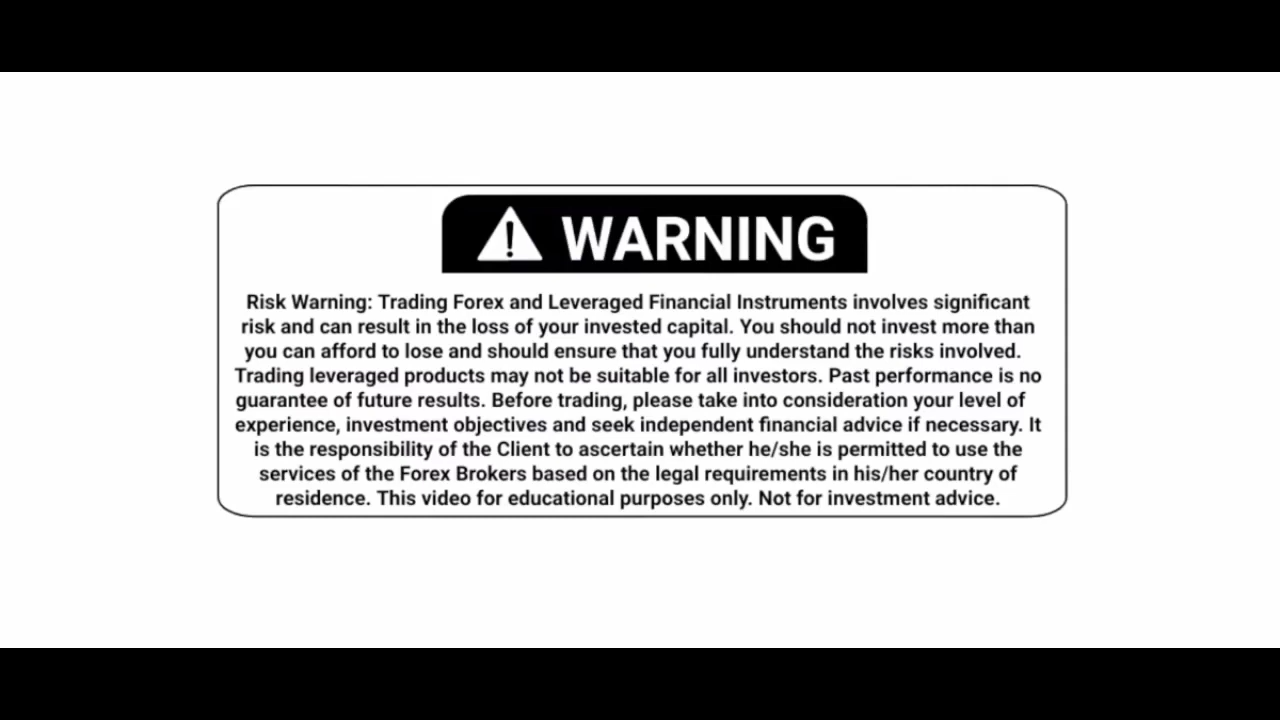 WARNING
Risk Warning: Trading Forex and Leveraged Financial Instruments involves significant
risk and can result in the loss of your invested capital. You should not invest more than
you can afford to lose and should ensure that you fully understand the risks involved.
Trading leveraged products may not be suitable for all investors. Past performance is no
guarantee of future results. Before trading, please take into consideration your level of
experience, investment objectives and seek independent financial advice if necessary. It
is the responsibility of the Client to ascertain whether he/she is permitted to use the
services of the Forex Brokers based on the legal requirements in his/her country of
residence. This video for educational purposes only. Not for investment advice.